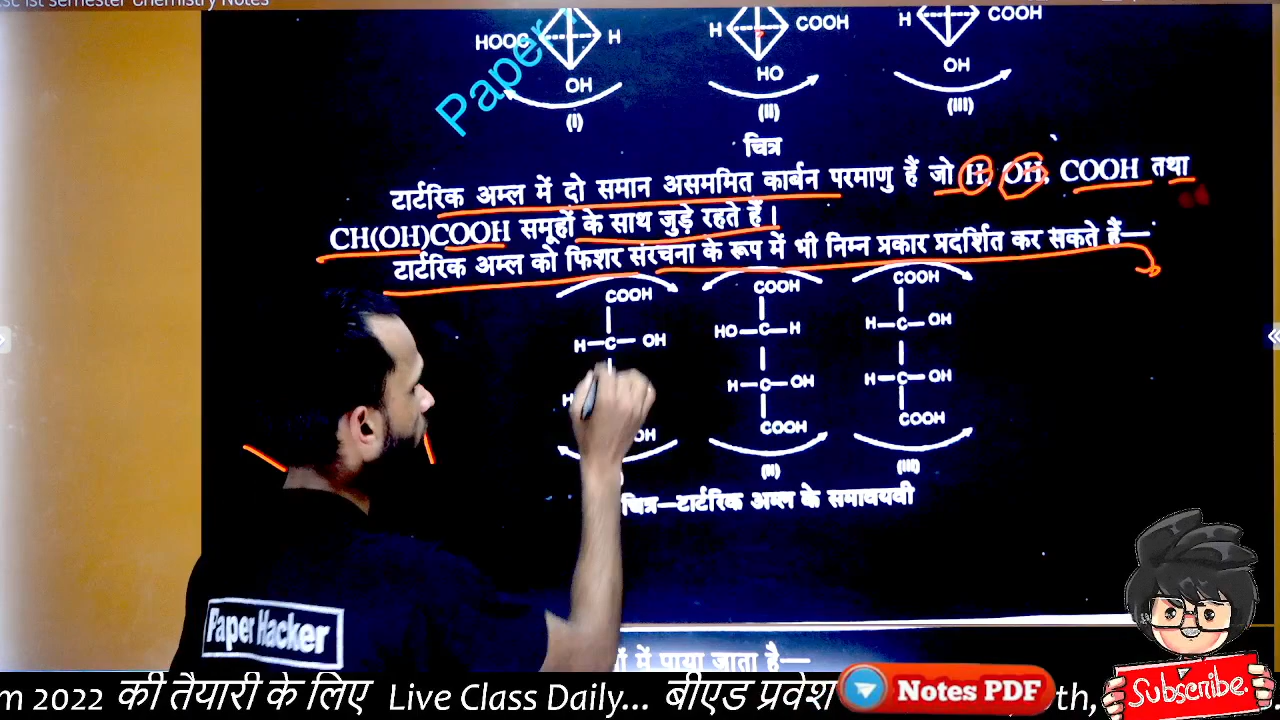 sc 1st semester Chemistry Notes
HOOC H H COOH H COOH
OH HO OH
(I) (II) (III)
Paper
चित्र
टार्टरिक अम्ल में दो समान असममित कार्बन परमाणु हैं जो H, OH, COOH तथा
CH(OH)COOH समूहों के साथ जुड़े रहते हैं।
टार्टरिक अम्ल को फिशर संरचना के रूप में भी निम्न प्रकार प्रदर्शित कर सकते हैं—
COOH COOH COOH
H—C—OH HO—C—H H—C—OH
H H—C—OH H—C—OH
OH COOH COOH
(II) (III)
चित्र—टार्टरिक अम्ल के समावयवी
में पाया जाता है—
Paper Hacker
m 2022 की तैयारी के लिए Live Class Daily... बीएड प्रवेश Notes PDF th,
Subscribe.